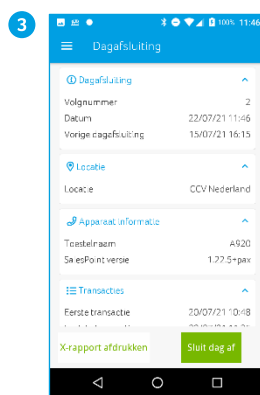 3
100% 11:46
Dagafsluiting
Dagafsluiting
Volgnummer 2
Datum 22/07/21 11:46
Vorige dagafsluiting 15/07/21 16:15
Locatie
Locatie CCV Nederland
Apparaat informatie
Toestelnaam A920
SalesPoint versie 1.22.5+pax
Transacties
Eerste transactie 20/07/21 10:48
X-rapport afdrukken
Sluit dag af